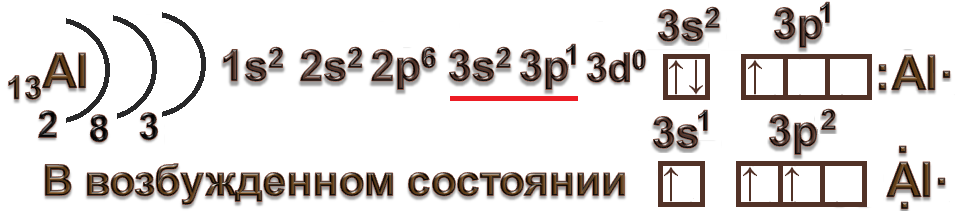 3s² 3p¹
₁₃Al 1s² 2s² 2p⁶ 3s² 3p¹ 3d⁰ ↑↓ ↑ :Al·
2 8 3 3s¹ 3p²
В возбужденном состоянии ↑ ↑ ↑ Al